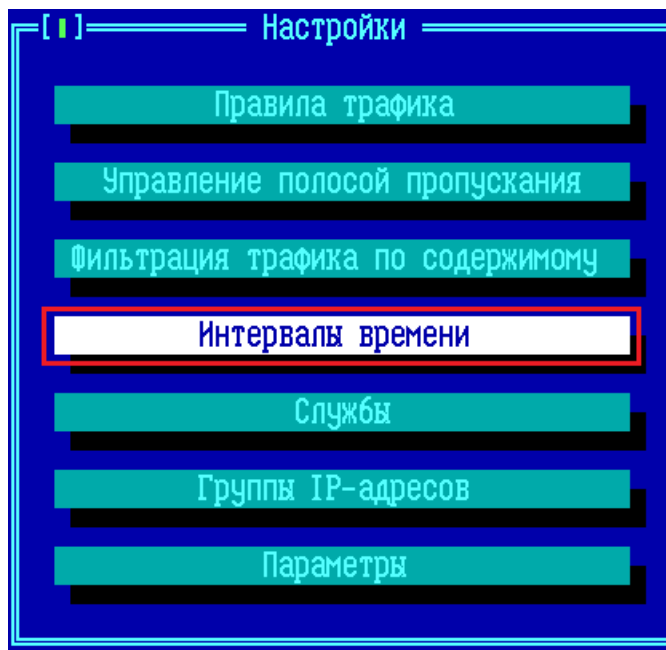 Настройки
Правила трафика
Управление полосой пропускания
Фильтрация трафика по содержимому
Интервалы времени
Службы
Группы IP-адресов
Параметры